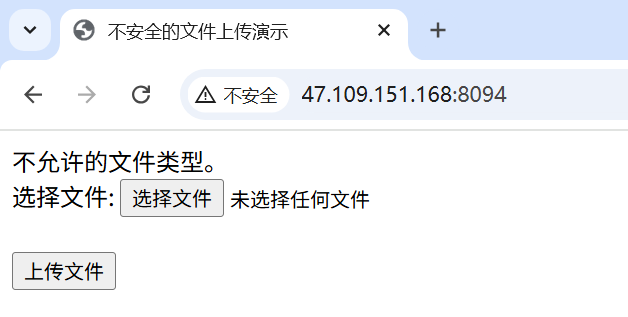 不安全的文件上传演示
不安全 47.109.151.168:8094
不允许的文件类型。
选择文件: 选择文件 未选择任何文件
上传文件